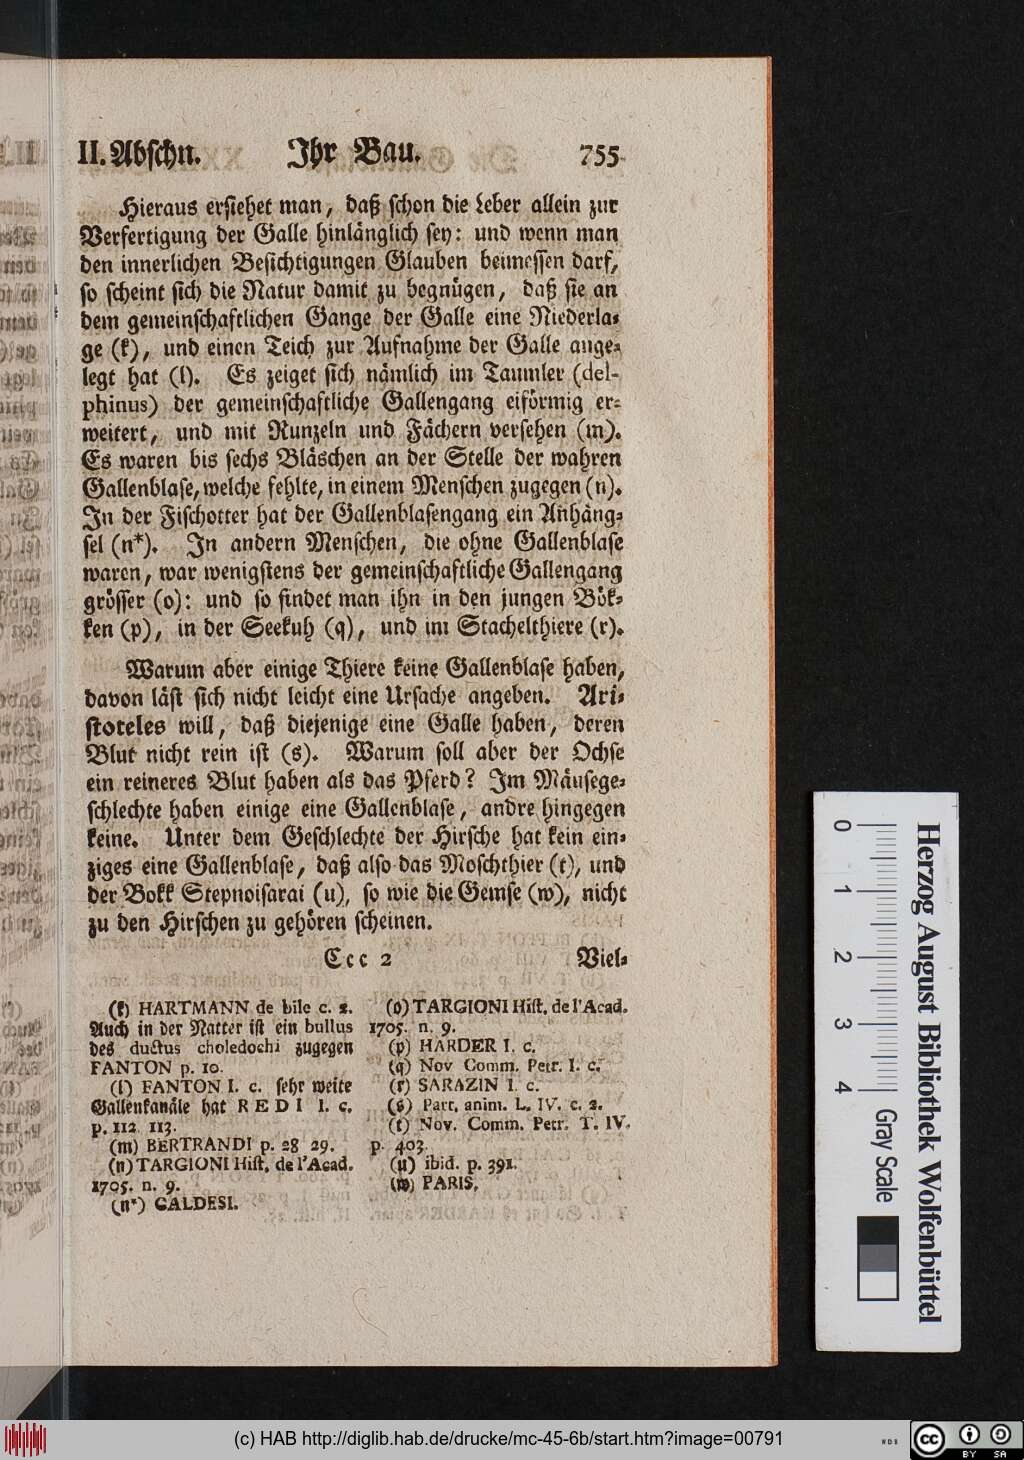 II. Abſchn. Ihr Bau. 755
Hieraus erſiehet man, daß ſchon die Leber allein zur
Verfertigung der Galle hinlänglich ſey: und wenn man
den innerlichen Beſichtigungen Glauben beimeſſen darf,
ſo ſcheint ſich die Natur damit zu begnügen, daß ſie an
dem gemeinſchaftlichen Gange der Galle eine Niederla-
ge (k), und einen Teich zur Aufnahme der Galle ange-
legt hat (l). Es zeiget ſich nämlich im Taumler (del-
phinus) der gemeinſchaftliche Gallengang eiförmig er-
weitert, und mit Runzeln und Fächern verſehen (m).
Es waren bis ſechs Bläschen an der Stelle der wahren
Gallenblaſe, welche fehlte, in einem Menſchen zugegen (n).
In der Fiſchotter hat der Gallenblaſengang ein Anhäng-
ſel (n*). In andern Menſchen, die ohne Gallenblaſe
waren, war wenigſtens der gemeinſchaftliche Gallengang
gröſſer (o): und ſo findet man ihn in den jungen Bök-
ken (p), in der Seekuh (q), und im Stachelthiere (r).
Warum aber einige Thiere keine Gallenblaſe haben,
davon läſt ſich nicht leicht eine Urſache angeben. Ari-
ſtoteles will, daß diejenige eine Galle haben, deren
Blut nicht rein iſt (s). Warum ſoll aber der Ochſe
ein reineres Blut haben als das Pferd? Im Mäuſege-
ſchlechte haben einige eine Gallenblaſe, andre hingegen
keine. Unter dem Geſchlechte der Hirſche hat kein ein-
ziges eine Gallenblaſe, daß alſo das Moſchthier (t), und
der Bokk Stepnoiſarai (u), ſo wie die Gemſe (w), nicht
zu den Hirſchen zu gehören ſcheinen.
Ccc 2 Viel-
(k) HARTMANN de bile c. 2.
Auch in der Natter iſt ein bullus
des ductus choledochi zugegen
FANTON p. 10.
(l) FANTON I. c. ſehr weite
Gallenkanäle hat REDI l. c.
p. 112 113.
(m) BERTRANDI p. 28 29.
(n) TARGIONI Hiſt. de l'Acad.
1705. n. 9.
(n*) GALDESI.
(o) TARGIONI Hiſt. de l'Acad.
1705. n. 9.
(p) HARDER I. c.
(q) Nov Comm. Petr. I. c.
(r) SARAZIN I. c.
(s) Part. anim. L. IV. c. 2.
(t) Nov. Comm. Petr. T. IV.
p. 403.
(u) ibid. p. 391.
(w) PARIS.
0 1 2 3 4
Gray Scale
Herzog August Bibliothek Wolfenbüttel
(c) HAB http://diglib.hab.de/drucke/mc-45-6b/start.htm?image=00791
cc BY SA